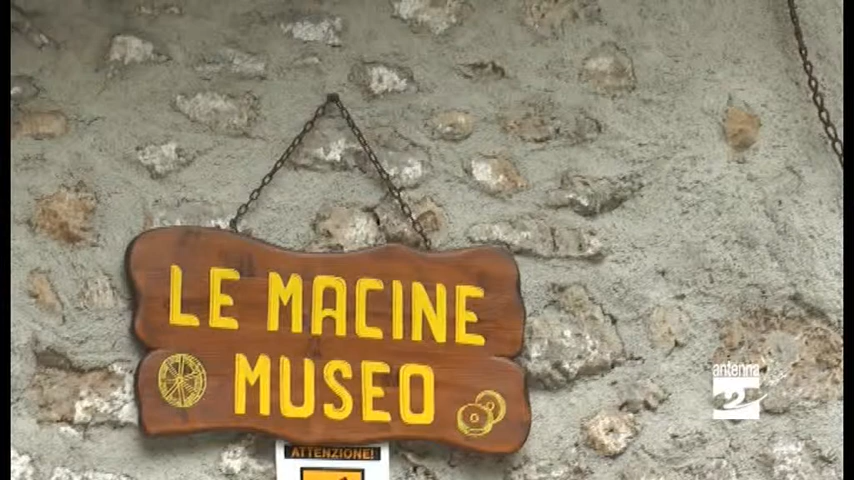 LE MACINE
MUSEO
antenna
2
ATTENZIONE!